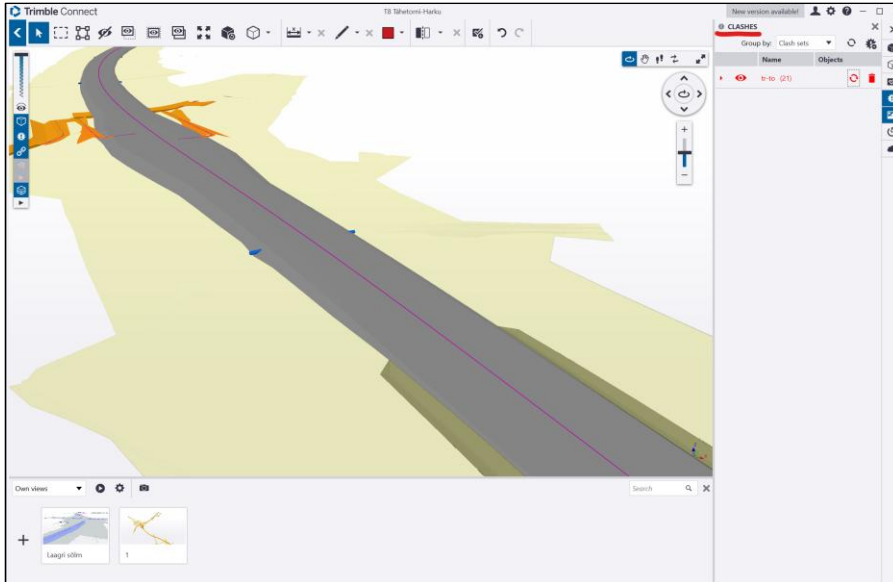 Trimble Connect
T8 Tähetorni-Harku
New version available!
CLASHES
Group by: Clash sets
Name Objects
tr-to (21)
Own views
Search
Laagri sõlm
1